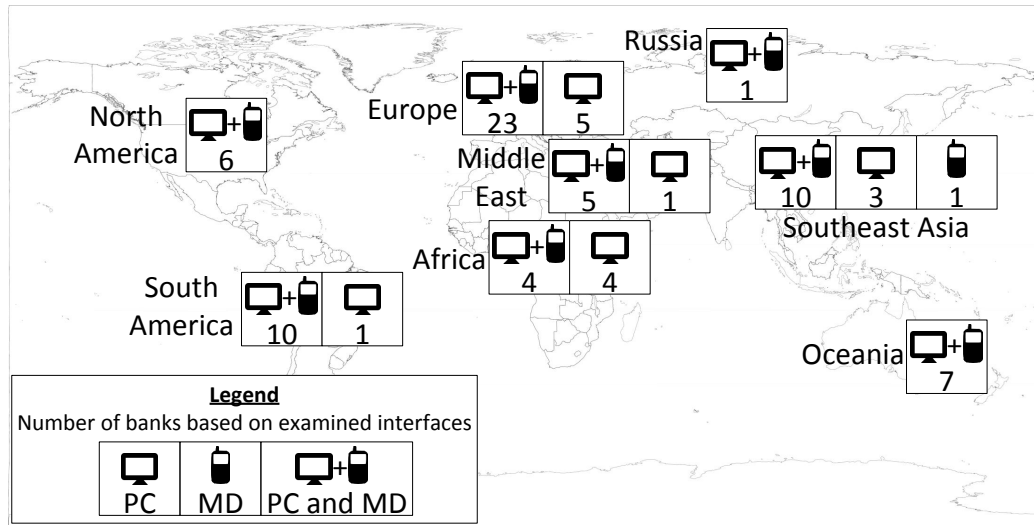 Russia
+
1
North
America
+
6
Europe
+
23
5
Middle
East
+
5
1
+
10
3
1
Southeast Asia
Africa
+
4
4
South
America
+
10
1
Oceania
+
7
Legend
Number of banks based on examined interfaces
+
PC
MD
PC and MD